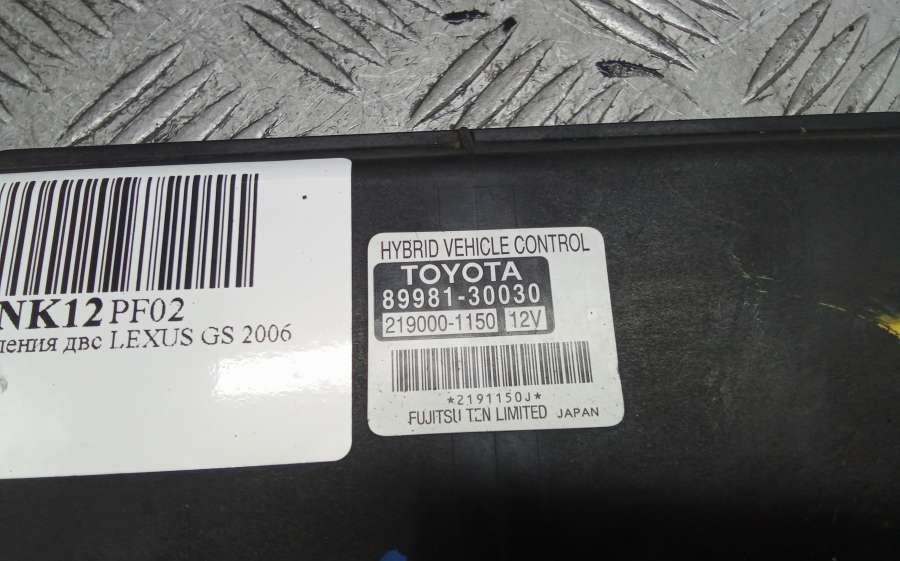 NK12 PF02
ления двс LEXUS GS 2006
HYBRID VEHICLE CONTROL
TOYOTA
89981-30030
219000-1150 12V
*2191150J*
FUJITSU TEN LIMITED JAPAN